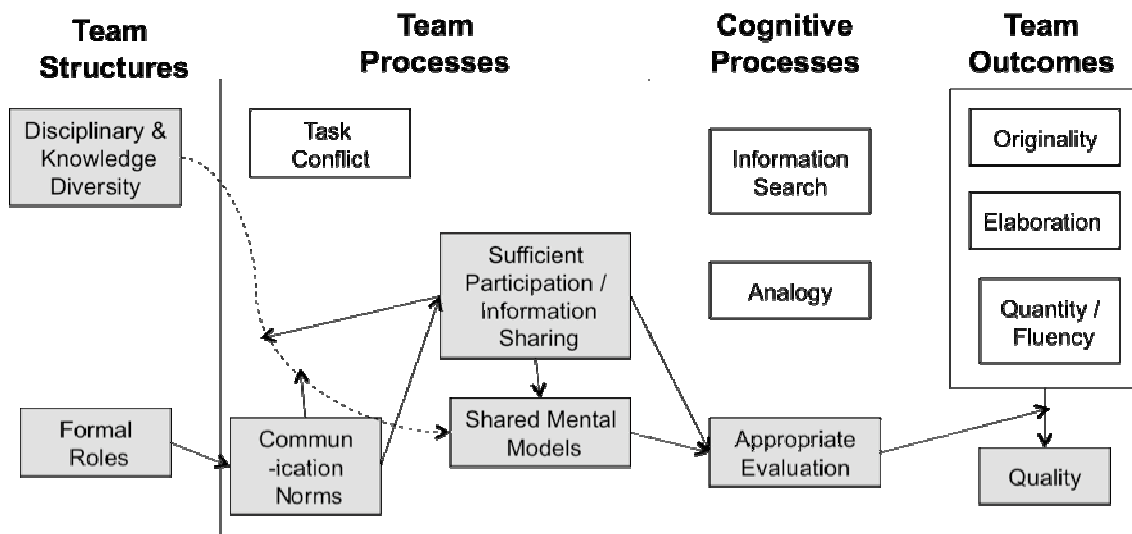 Team
Structures
Team
Processes
Cognitive
Processes
Team
Outcomes
Disciplinary &
Knowledge
Diversity
Task
Conflict
Information
Search
Originality
Elaboration
Sufficient
Participation /
Information
Sharing
Analogy
Quantity /
Fluency
Formal
Roles
Commun
-ication
Norms
Shared Mental
Models
Appropriate
Evaluation
Quality